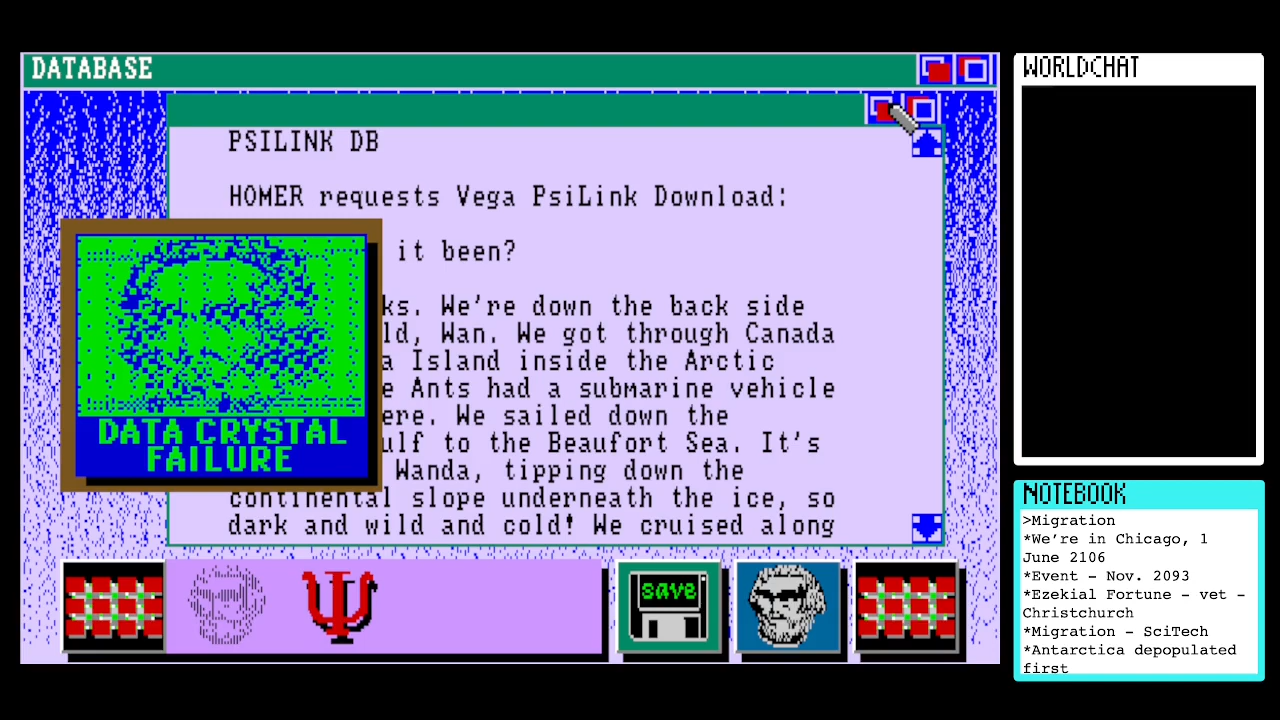 DATABASE
PSILINK DB
HOMER requests Vega PsiLink Download:
it been?
ks. We're down the back side
ld, Wan. We got through Canada
a Island inside the Arctic
e Ants had a submarine vehicle
ere. We sailed down the
ulf to the Beaufort Sea. It's
Wanda, tipping down the
continental slope underneath the ice, so
dark and wild and cold! We cruised along
DATA CRYSTAL
FAILURE
save
WORLDCHAT
NOTEBOOK
>Migration
*We're in Chicago, 1
June 2106
*Event - Nov. 2093
*Ezekial Fortune - vet -
Christchurch
*Migration - SciTech
*Antarctica depopulated
first